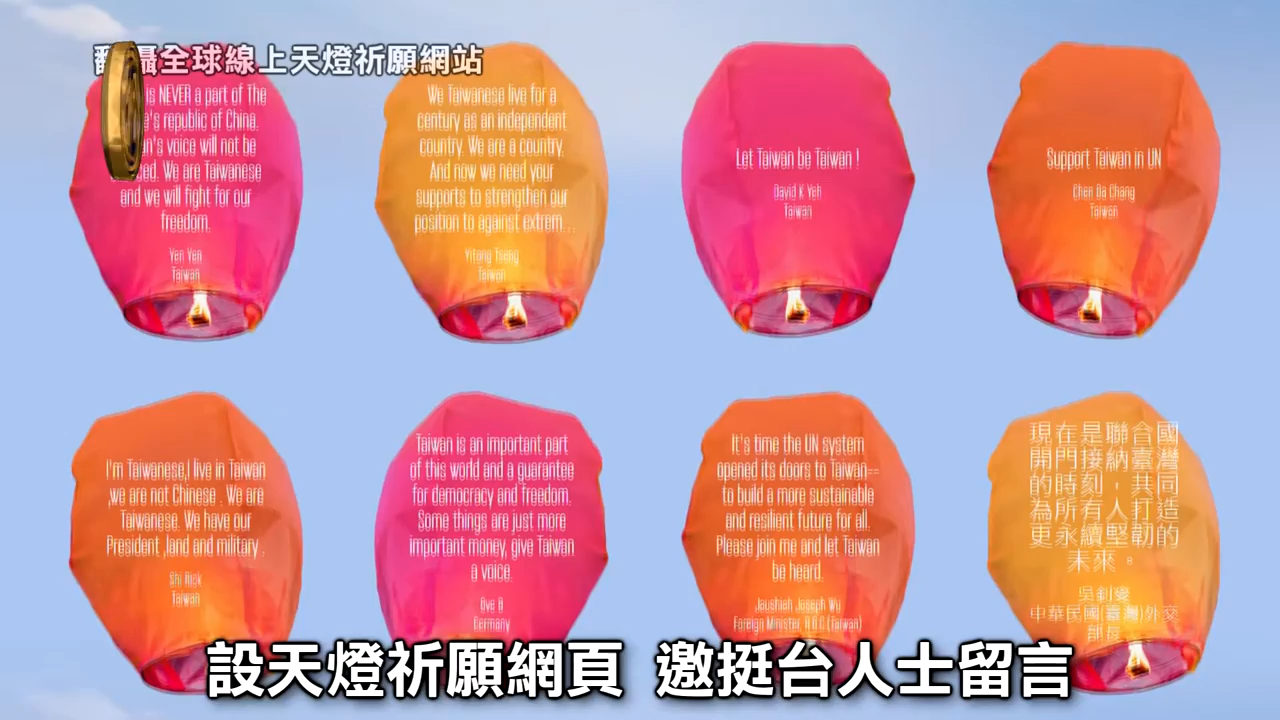 翻攝全球線上天燈祈願網站
is NEVER a part of The
republic of China.
voice will not be
We are Taiwanese
and we will fight for our
freedom.
Yen Yen
Taiwan
We Taiwanese live for a
century as an independent
country. We are a country.
And now we need your
supports to strengthen our
position to against extrem...
Yitong Tseng
Taiwan
Let Taiwan be Taiwan !
David K Yeh
Taiwan
Support Taiwan in UN
Chen Da Chang
Taiwan
I'm Taiwanese,I live in Taiwan
,we are not Chinese . We are
Taiwanese. We have our
President ,land and military .
Shi Rick
Taiwan
Taiwan is an important part
of this world and a guarantee
for democracy and freedom.
Some things are just more
important money, give Taiwan
a voice.
Germany
It's time the UN system
opened its doors to Taiwan==
to build a more sustainable
and resilient future for all.
Please join me and let Taiwan
be heard.
Jaushieh Joseph Wu
Foreign Minister, R.O.C.(Taiwan)
現在是聯合國
開門接納臺灣
的時刻，共同
為所有人打造
更永續堅韌的
未來。
吳釗燮
中華民國(臺灣)外交
部長
設天燈祈願網頁 邀挺台人士留言